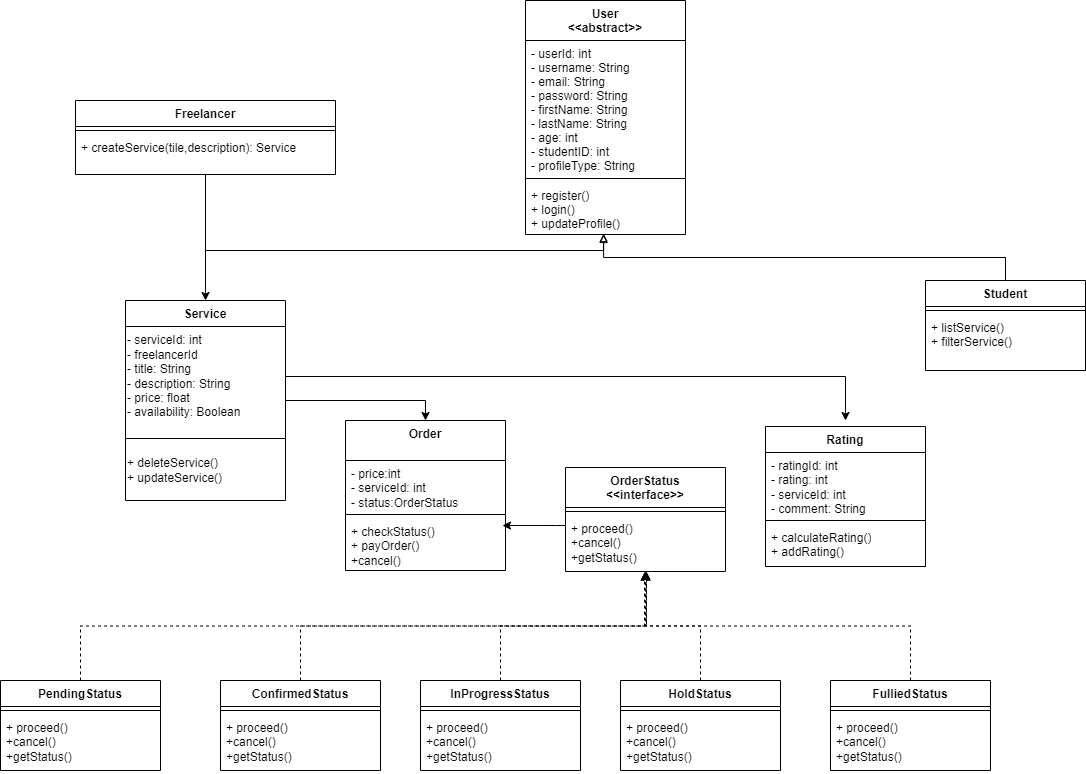 User
<<abstract>>
- userId: int
- username: String
- email: String
- password: String
- firstName: String
- lastName: String
- age: int
- studentID: int
- profileType: String
+ register()
+ login()
+ updateProfile()
Freelancer
+ createService(tile,description): Service
Student
+ listService()
+ filterService()
Service
- serviceId: int
- freelancerId
- title: String
- description: String
- price: float
- availability: Boolean
+ deleteService()
+ updateService()
Order
- price:int
- serviceId: int
- status:OrderStatus
+ checkStatus()
+ payOrder()
+cancel()
OrderStatus
<<interface>>
+ proceed()
+cancel()
+getStatus()
Rating
- ratingId: int
- rating: int
- serviceId: int
- comment: String
+ calculateRating()
+ addRating()
PendingStatus
+ proceed()
+cancel()
+getStatus()
ConfirmedStatus
+ proceed()
+cancel()
+getStatus()
InProgressStatus
+ proceed()
+cancel()
+getStatus()
HoldStatus
+ proceed()
+cancel()
+getStatus()
FulliedStatus
+ proceed()
+cancel()
+getStatus()